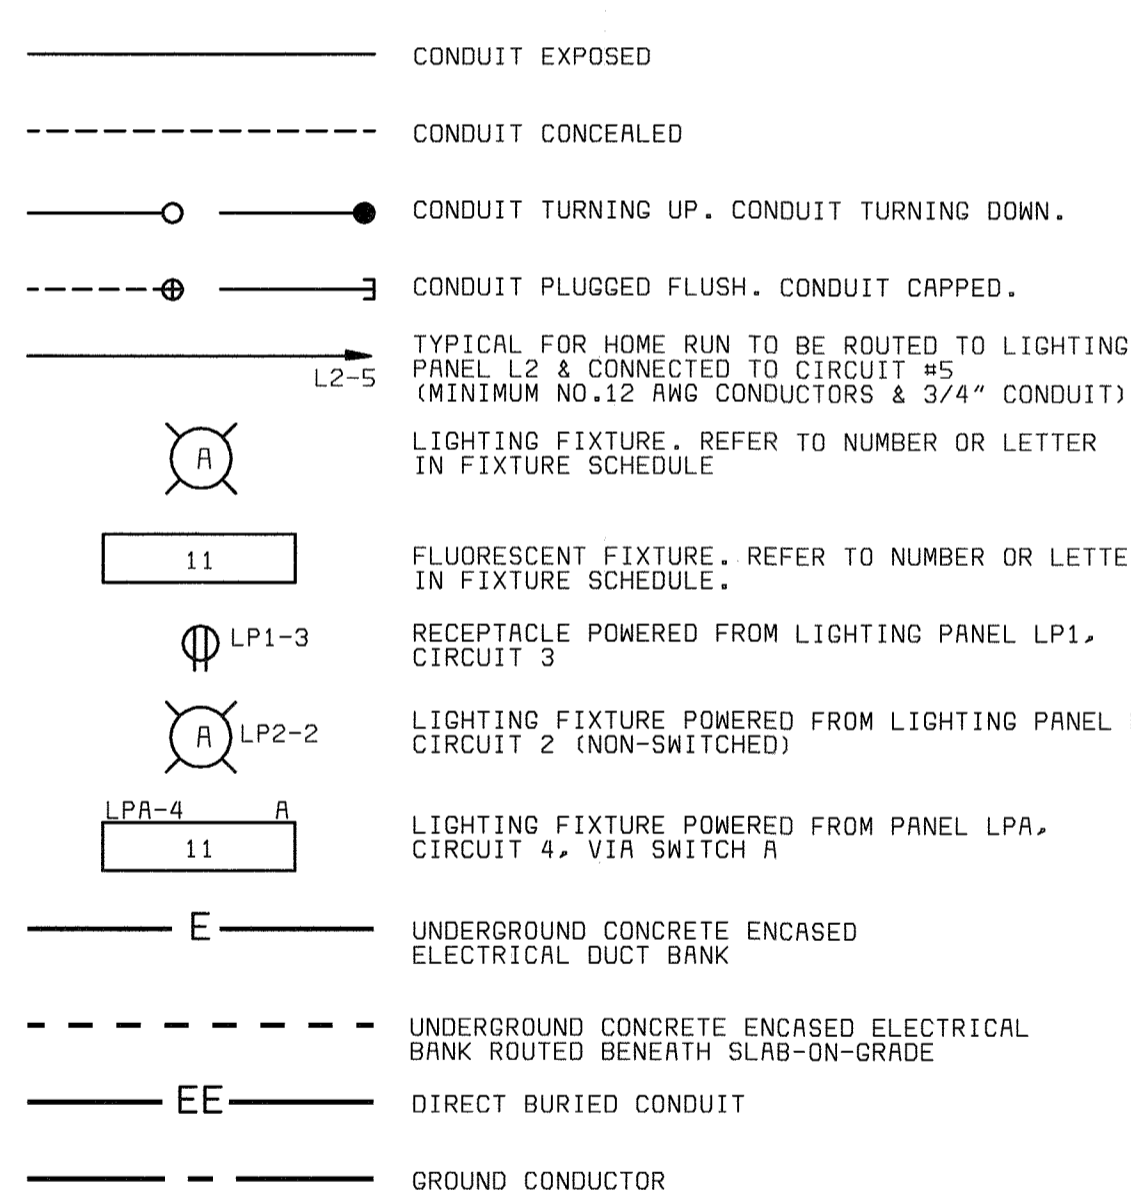 CONDUIT EXPOSED
CONDUIT CONCEALED
CONDUIT TURNING UP. CONDUIT TURNING DOWN.
CONDUIT PLUGGED FLUSH. CONDUIT CAPPED.
L2-5
TYPICAL FOR HOME RUN TO BE ROUTED TO LIGHTING
PANEL L2 & CONNECTED TO CIRCUIT #5
(MINIMUM NO.12 AWG CONDUCTORS & 3/4" CONDUIT)
A
LIGHTING FIXTURE. REFER TO NUMBER OR LETTER
IN FIXTURE SCHEDULE
11
FLUORESCENT FIXTURE. REFER TO NUMBER OR LETTE
IN FIXTURE SCHEDULE.
LP1-3
RECEPTACLE POWERED FROM LIGHTING PANEL LP1,
CIRCUIT 3
A LP2-2
LIGHTING FIXTURE POWERED FROM LIGHTING PANEL
CIRCUIT 2 (NON-SWITCHED)
LPA-4 A
11
LIGHTING FIXTURE POWERED FROM PANEL LPA,
CIRCUIT 4, VIA SWITCH A
E
UNDERGROUND CONCRETE ENCASED
ELECTRICAL DUCT BANK
UNDERGROUND CONCRETE ENCASED ELECTRICAL
BANK ROUTED BENEATH SLAB-ON-GRADE
EE
DIRECT BURIED CONDUIT
GROUND CONDUCTOR